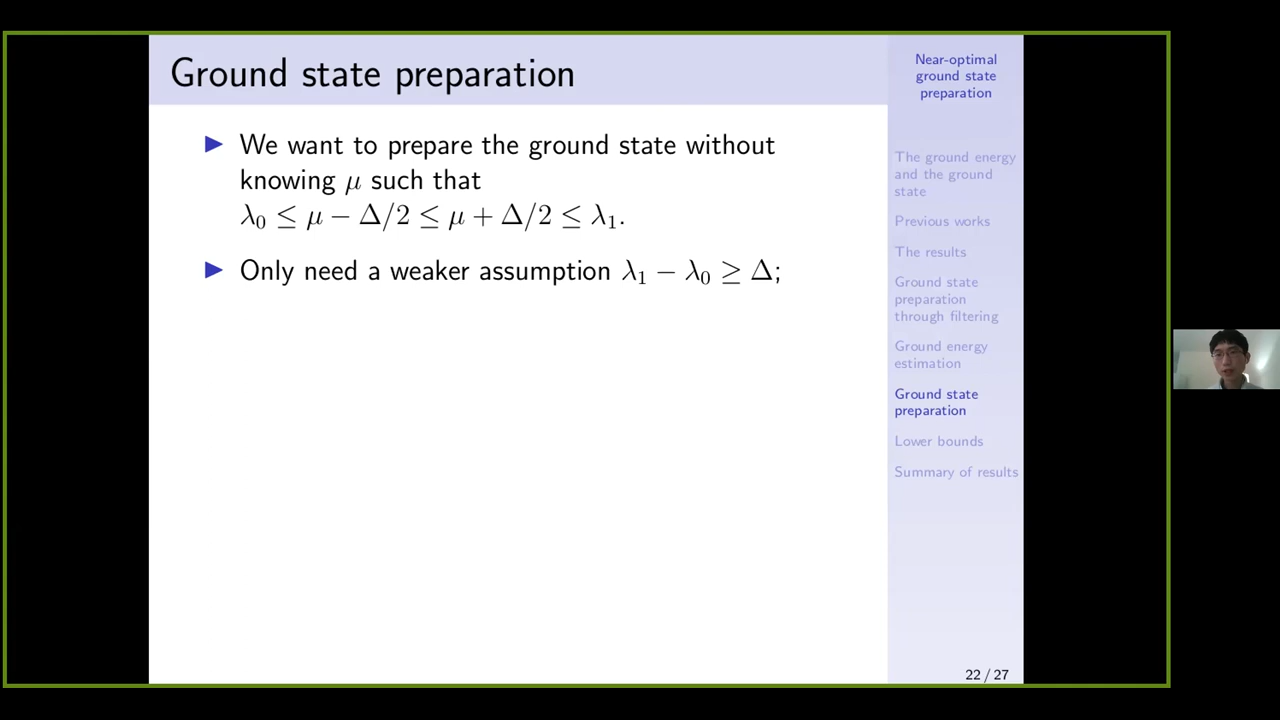 Ground state preparation
▶ We want to prepare the ground state without
knowing μ such that
λ₀ ≤ μ − Δ/2 ≤ μ + Δ/2 ≤ λ₁.
▶ Only need a weaker assumption λ₁ − λ₀ ≥ Δ;
Near-optimal
ground state
preparation
The ground energy
and the ground
state
Previous works
The results
Ground state
preparation
through filtering
Ground energy
estimation
Ground state
preparation
Lower bounds
Summary of results
22 / 27